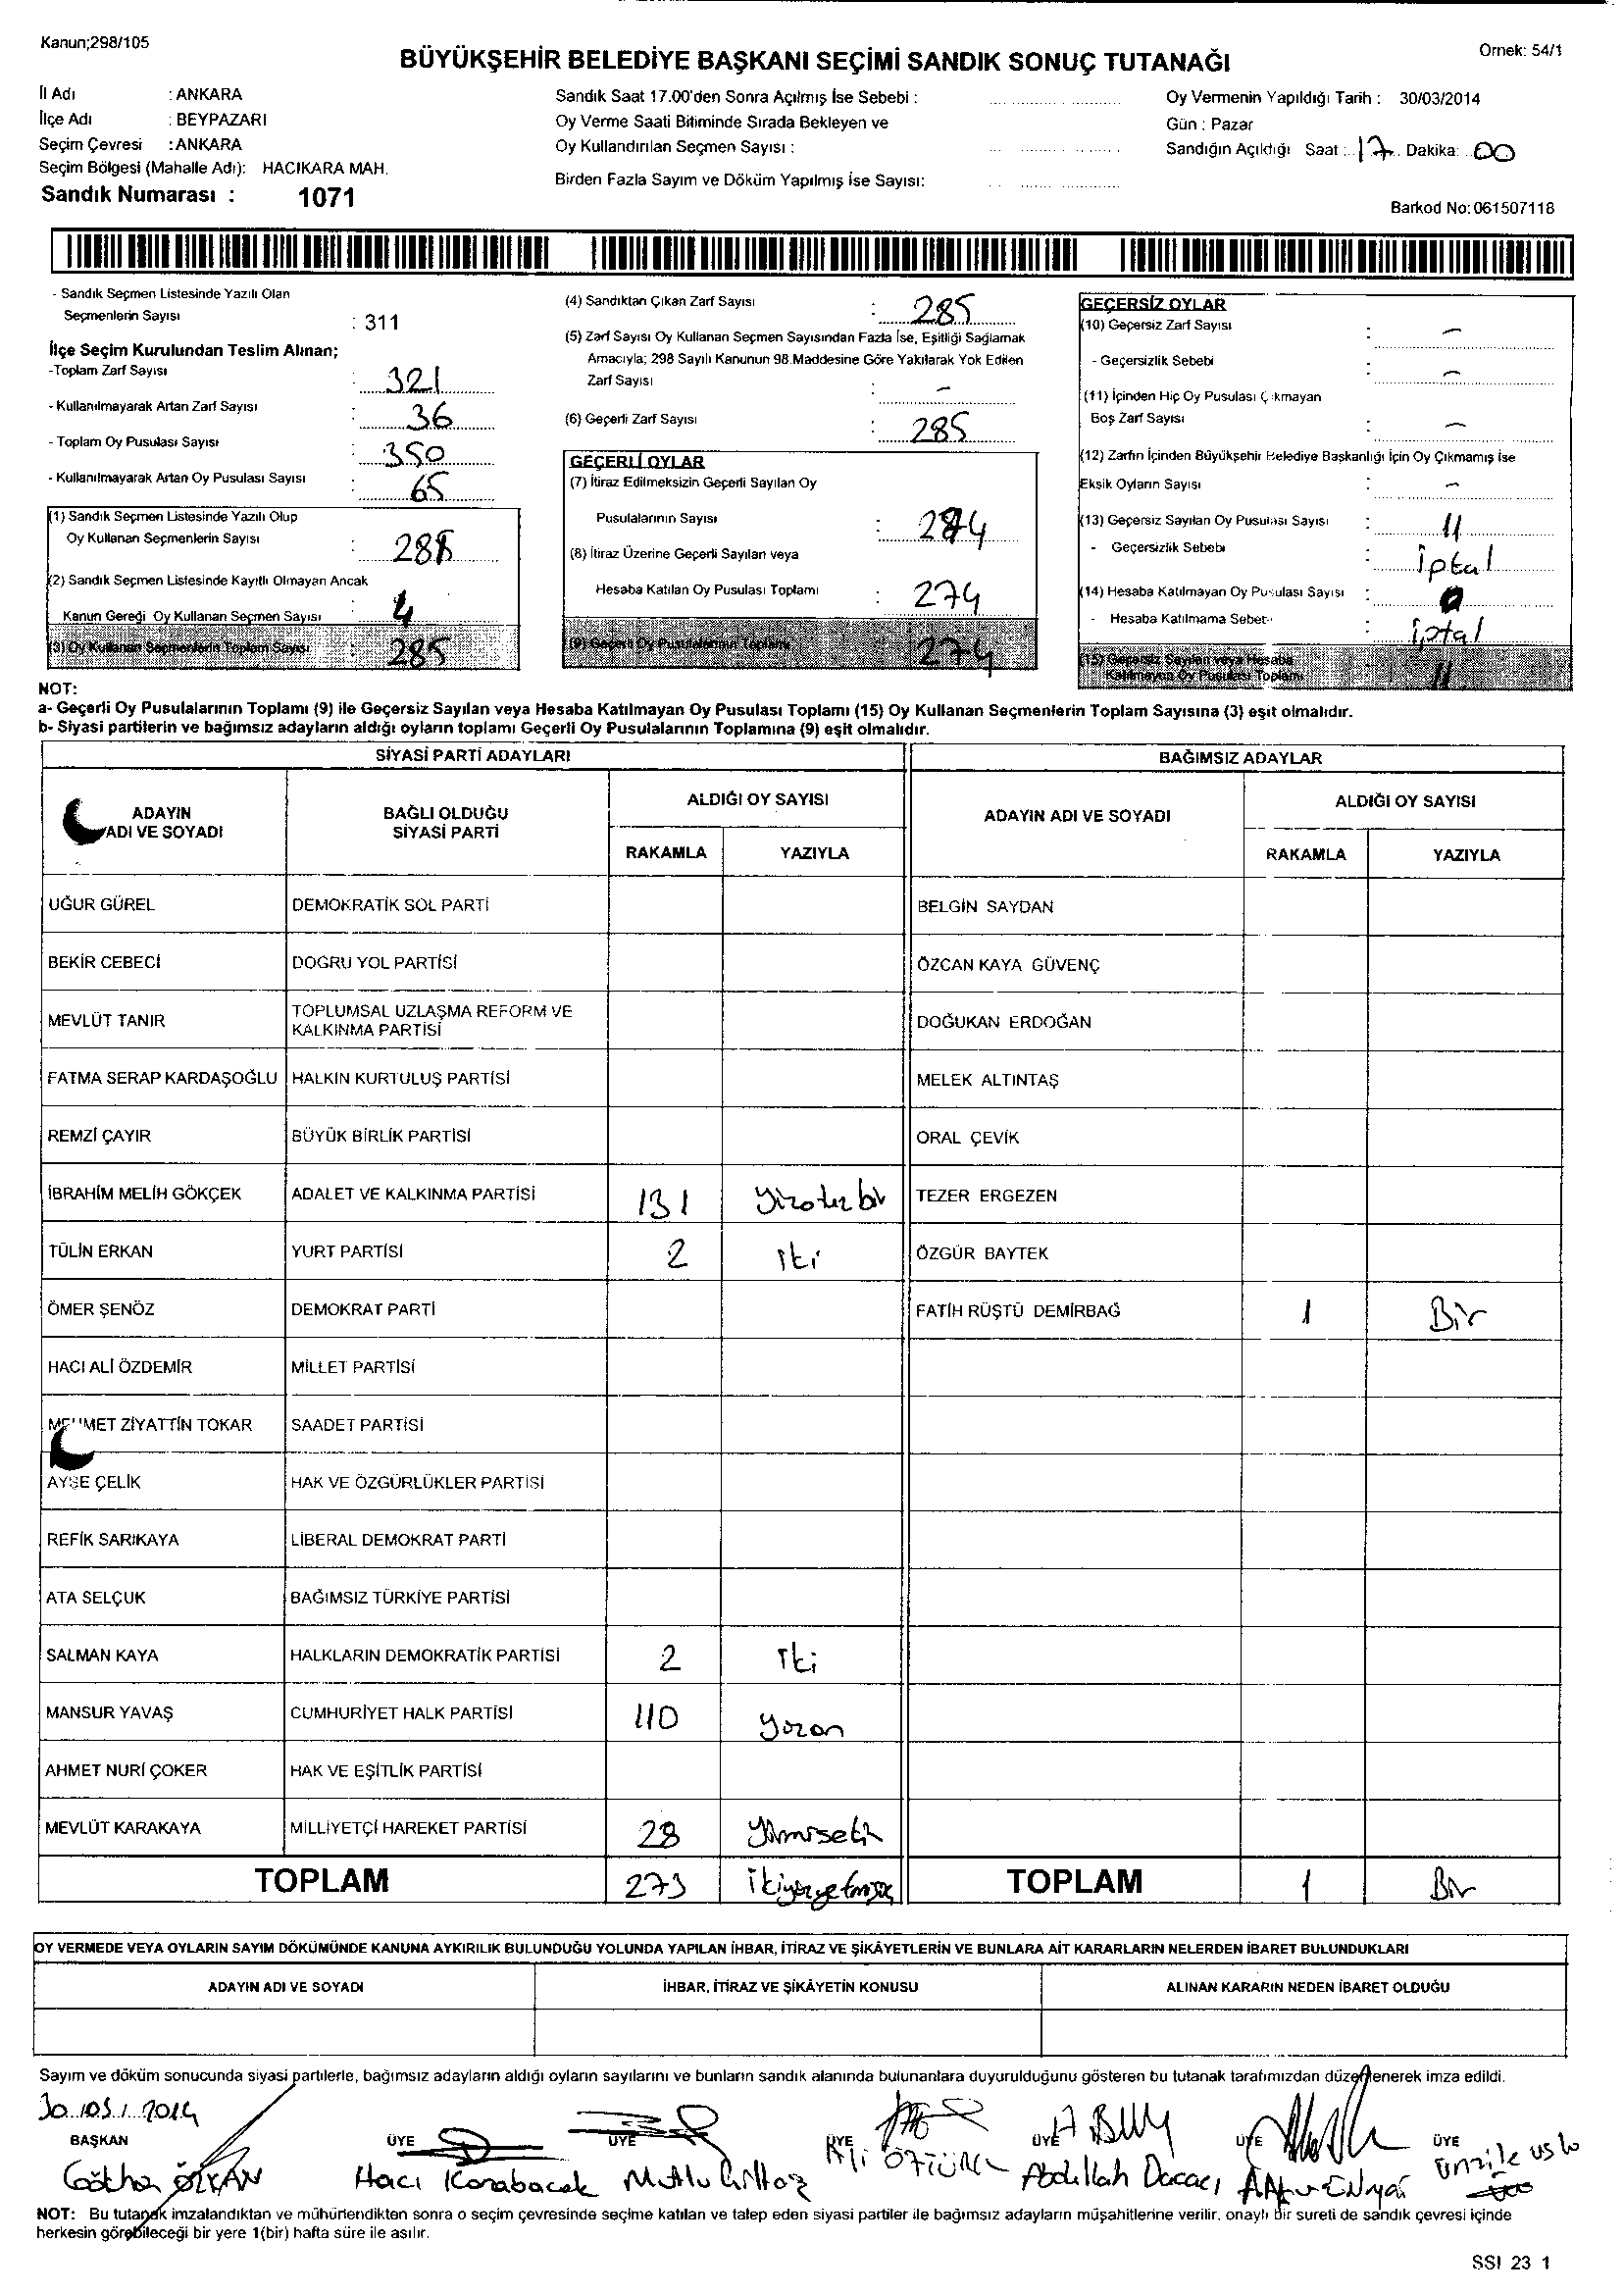 Kanun;298/105
Örnek: 54/1
BÜYÜKŞEHİR BELEDİYE BAŞKANI SEÇİMİ SANDIK SONUÇ TUTANAĞI
İl Adı : ANKARA
İlçe Adı : BEYPAZARI
Seçim Çevresi : ANKARA
Seçim Bölgesi (Mahalle Adı): HACIKARA MAH.
Sandık Numarası : 1071
Sandık Saat 17.00'den Sonra Açılmış İse Sebebi :
Oy Verme Saati Bitiminde Sırada Bekleyen ve
Oy Kullandırılan Seçmen Sayısı :
Birden Fazla Sayım ve Döküm Yapılmış İse Sayısı:
Oy Vermenin Yapıldığı Tarih : 30/03/2014
Gün : Pazar
Sandığın Açıldığı Saat : 17 Dakika: 00
Barkod No:061507118
- Sandık Seçmen Listesinde Yazılı Olan
Seçmenlerin Sayısı : 311
İlçe Seçim Kurulundan Teslim Alınan;
-Toplam Zarf Sayısı : 321
- Kullanılmayarak Artan Zarf Sayısı : 36
- Toplam Oy Pusulası Sayısı : 350
- Kullanılmayarak Artan Oy Pusulası Sayısı : 65
(1) Sandık Seçmen Listesinde Yazılı Olup
Oy Kullanan Seçmenlerin Sayısı :
(2) Sandık Seçmen Listesinde Kayıtlı Olmayan Ancak
Kanun Gereği Oy Kullanan Seçmen Sayısı : 4
(3) Oy Kullanan Seçmenlerin Toplam Sayısı : 285
(4) Sandıktan Çıkan Zarf Sayısı : 285
(5) Zarf Sayısı Oy Kullanan Seçmen Sayısından Fazla İse, Eşitliği Sağlamak
Amacıyla; 298 Sayılı Kanunun 98.Maddesine Göre Yakılarak Yok Edilen
Zarf Sayısı : -
(6) Geçerli Zarf Sayısı : 285
GEÇERLİ OYLAR
(7) İtiraz Edilmeksizin Geçerli Sayılan Oy
Pusulalarının Sayısı : 274
(8) İtiraz Üzerine Geçerli Sayılan veya
Hesaba Katılan Oy Pusulası Toplamı : 274
(9) Geçerli Oy Pusulalarının Toplamı 274
GEÇERSİZ OYLAR
(10) Geçersiz Zarf Sayısı : -
- Geçersizlik Sebebi : -
(11) İçinden Hiç Oy Pusulası Çıkmayan
Boş Zarf Sayısı : -
(12) Zarfın İçinden Büyükşehir Belediye Başkanlığı İçin Oy Çıkmamış İse
Eksik Oyların Sayısı : -
(13) Geçersiz Sayılan Oy Pusulası Sayısı : 11
- Geçersizlik Sebebi : iptal
(14) Hesaba Katılmayan Oy Pusulası Sayısı : 0
- Hesaba Katılmama Sebebi : iptal
(15) Geçersiz Sayılan veya Hesaba
Katılmayan Oy Pusulası Toplamı 11
NOT:
a- Geçerli Oy Pusulalarının Toplamı (9) ile Geçersiz Sayılan veya Hesaba Katılmayan Oy Pusulası Toplamı (15) Oy Kullanan Seçmenlerin Toplam Sayısına (3) eşit olmalıdır.
b- Siyasi partilerin ve bağımsız adayların aldığı oyların toplamı Geçerli Oy Pusulalarının Toplamına (9) eşit olmalıdır.
SİYASİ PARTİ ADAYLARI BAĞIMSIZ ADAYLAR
ADAYIN ADI VE SOYADI BAĞLI OLDUĞU SİYASİ PARTİ ALDIĞI OY SAYISI ADAYIN ADI VE SOYADI ALDIĞI OY SAYISI
RAKAMLA YAZIYLA RAKAMLA YAZIYLA
UĞUR GÜREL DEMOKRATİK SOL PARTİ BELGİN SAYDAN
BEKİR CEBECİ DOĞRU YOL PARTİSİ ÖZCAN KAYA GÜVENÇ
MEVLÜT TANIR TOPLUMSAL UZLAŞMA REFORM VE KALKINMA PARTİSİ DOĞUKAN ERDOĞAN
FATMA SERAP KARDAŞOĞLU HALKIN KURTULUŞ PARTİSİ MELEK ALTINTAŞ
REMZİ ÇAYIR BÜYÜK BİRLİK PARTİSİ ORAL ÇEVİK
İBRAHİM MELİH GÖKÇEK ADALET VE KALKINMA PARTİSİ 131 Yüzotuzbir TEZER ERGEZEN
TÜLİN ERKAN YURT PARTİSİ 2 iki ÖZGÜR BAYTEK
ÖMER ŞENÖZ DEMOKRAT PARTİ FATİH RÜŞTÜ DEMİRBAĞ 1 Bir
HACI ALİ ÖZDEMİR MİLLET PARTİSİ
MEHMET ZİYATTİN TOKAR SAADET PARTİSİ
AYŞE ÇELİK HAK VE ÖZGÜRLÜKLER PARTİSİ
REFİK SARIKAYA LİBERAL DEMOKRAT PARTİ
ATA SELÇUK BAĞIMSIZ TÜRKİYE PARTİSİ
SALMAN KAYA HALKLARIN DEMOKRATİK PARTİSİ 2 iki
MANSUR YAVAŞ CUMHURİYET HALK PARTİSİ 110 Yüzon
AHMET NURİ ÇOKER HAK VE EŞİTLİK PARTİSİ
MEVLÜT KARAKAYA MİLLİYETÇİ HAREKET PARTİSİ 28 Yirmisekiz
TOPLAM 273 ikiyüzyetmişüç TOPLAM 1 Bir
OY VERMEDE VEYA OYLARIN SAYIM DÖKÜMÜNDE KANUNA AYKIRILIK BULUNDUĞU YOLUNDA YAPILAN İHBAR, İTİRAZ VE ŞİKÂYETLERİN VE BUNLARA AİT KARARLARIN NELERDEN İBARET BULUNDUKLARI
ADAYIN ADI VE SOYADI İHBAR, İTİRAZ VE ŞİKÂYETİN KONUSU ALINAN KARARIN NEDEN İBARET OLDUĞU
Sayım ve döküm sonucunda siyasi partilerle, bağımsız adayların aldığı oyların sayılarını ve bunların sandık alanında bulunanlara duyurulduğunu gösteren bu tutanak tarafımızdan düzenlenerek imza edildi.
30/03/2014
BAŞKAN ÜYE ÜYE ÜYE ÜYE ÜYE ÜYE
Gökhan ÖZKAN Hacı Karabacak Mutlu Ali ÖZTÜRK Abdullah Ümile uslu
NOT: Bu tutanak imzalandıktan ve mühürlendikten sonra o seçim çevresinde seçime katılan ve talep eden siyasi partiler ile bağımsız adayların müşahitlerine verilir, onaylı bir sureti de sandık çevresi içinde
herkesin görebileceği bir yere 1(bir) hafta süre ile asılır.
SSI 23 1